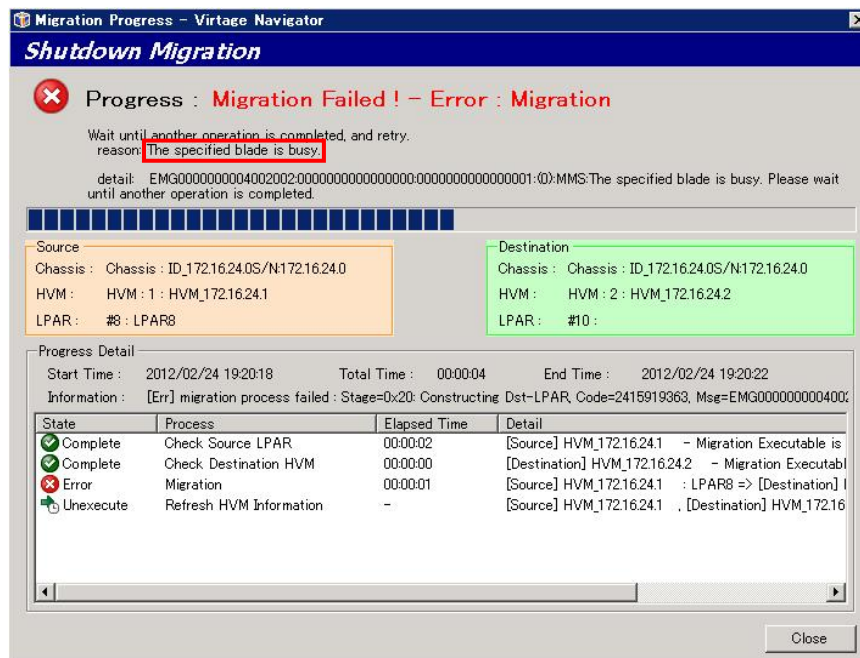 Migration Progress - Virtage Navigator
Shutdown Migration
Progress : Migration Failed ! - Error : Migration
Wait until another operation is completed, and retry.
reason: The specified blade is busy.
detail: EMG0000000004002002:0000000000000000:0000000000000001:(0):MMS:The specified blade is busy. Please wait
until another operation is completed.
Source
Chassis : Chassis : ID_172.16.24.0S/N:172.16.24.0
HVM : HVM : 1 : HVM_172.16.24.1
LPAR : #8 : LPAR8
Destination
Chassis : Chassis : ID_172.16.24.0S/N:172.16.24.0
HVM : HVM : 2 : HVM_172.16.24.2
LPAR : #10 :
Progress Detail
Start Time : 2012/02/24 19:20:18 Total Time : 00:00:04 End Time : 2012/02/24 19:20:22
Information : [Err] migration process failed : Stage=0x20: Constructing Dst-LPAR, Code=2415919363, Msg=EMG0000000004002
State Process Elapsed Time Detail
Complete Check Source LPAR 00:00:02 [Source] HVM_172.16.24.1 - Migration Executable is
Complete Check Destination HVM 00:00:00 [Destination] HVM_172.16.24.2 - Migration Executabl
Error Migration 00:00:01 [Source] HVM_172.16.24.1 : LPAR8 => [Destination]
Unexecute Refresh HVM Information - [Source] HVM_172.16.24.1 , [Destination] HVM_172.16
Close